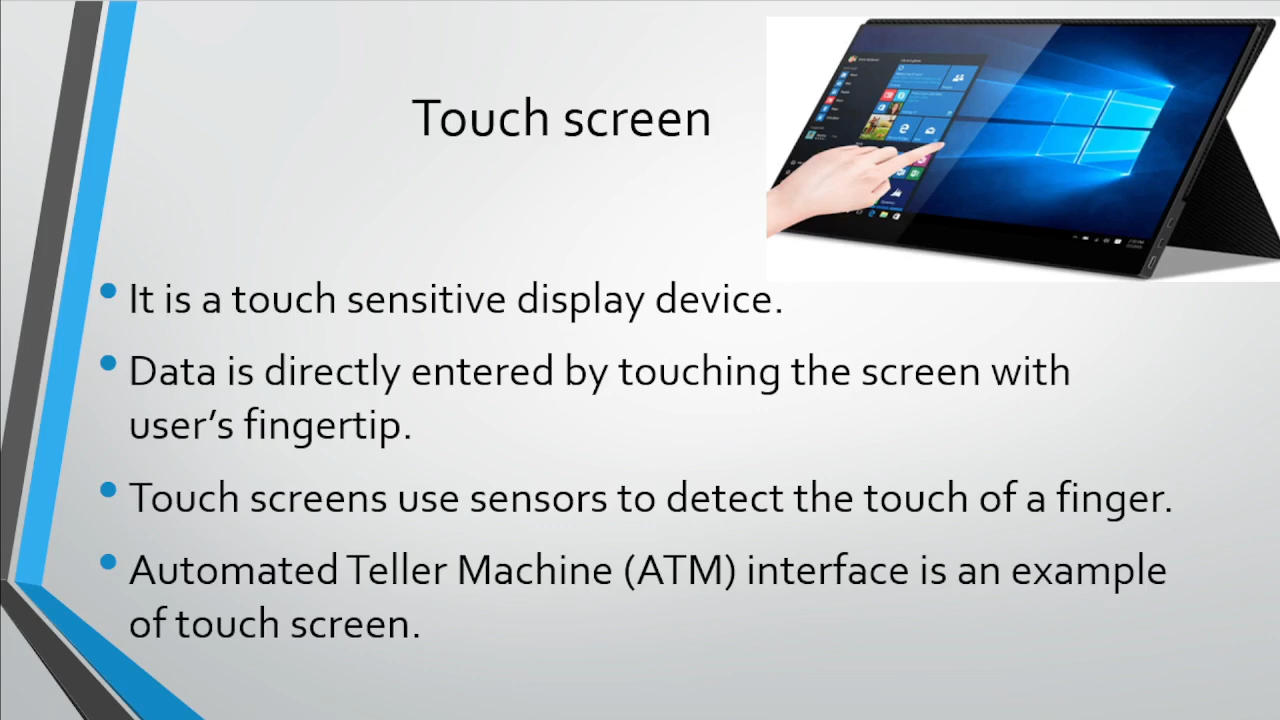 Touch screen
• It is a touch sensitive display device.
• Data is directly entered by touching the screen with
user's fingertip.
• Touch screens use sensors to detect the touch of a finger.
• Automated Teller Machine (ATM) interface is an example
of touch screen.